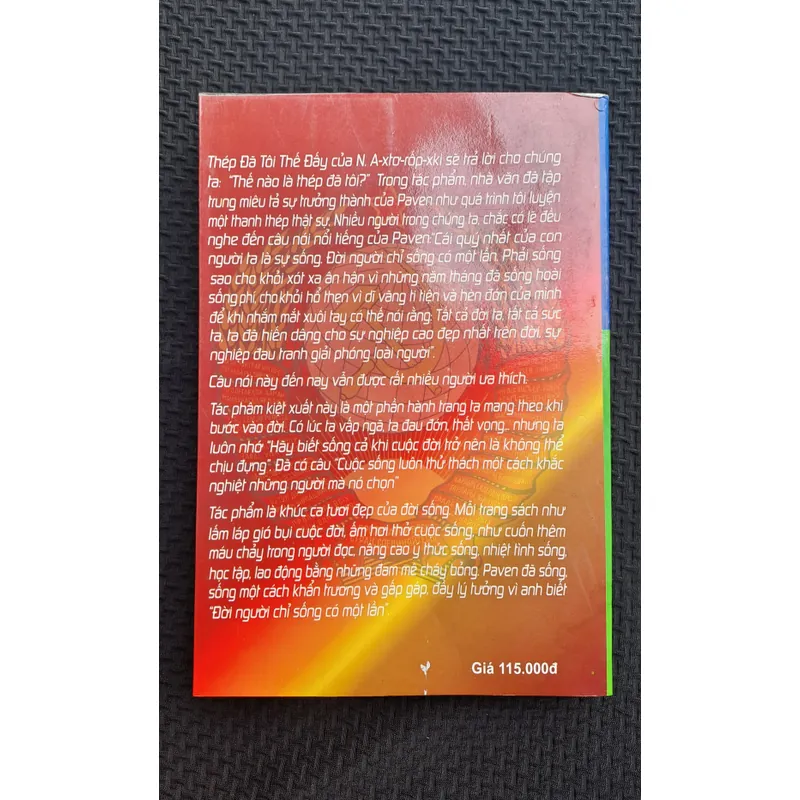 Thép Đã Tôi Thế Đấy của N. A-xtơ-rốp-xki sẽ trả lời cho chúng
ta: "Thế nào là thép đã tôi?" Trong tác phẩm, nhà văn đã tập
trung miêu tả sự trưởng thành của Paven như quá trình tôi luyện
một thanh thép thật sự. Nhiều người trong chúng ta, chắc có lẽ đều
nghe đến câu nói nổi tiếng của Paven:"Cái quý nhất của con
người ta là sự sống. Đời người chỉ sống có một lần. Phải sống
sao cho khỏi xót xa ân hận vì những năm tháng đã sống hoài
sống phí, cho khỏi hổ thẹn vì dĩ vãng ti tiện và hèn đớn của mình
để khi nhắm mắt xuôi tay có thể nói rằng: Tất cả đời ta, tất cả sức
ta, ta đã hiến dâng cho sự nghiệp cao đẹp nhất trên đời, sự
nghiệp đấu tranh giải phóng loài người".
Câu nói này đến nay vẫn được rất nhiều người ưa thích.
Tác phẩm kiệt xuất này là một phần hành trang ta mang theo khi
bước vào đời. Có lúc ta vấp ngã, ta đau đớn, thất vọng... nhưng ta
luôn nhớ "Hãy biết sống cả khi cuộc đời trở nên là không thể
chịu đựng". Đã có câu "Cuộc sống luôn thử thách một cách khắc
nghiệt những người mà nó chọn"
Tác phẩm là khúc ca tươi đẹp của đời sống. Mỗi trang sách như
lấm láp gió bụi cuộc đời, ấm hơi thở cuộc sống, như cuốn thêm
máu chảy trong người đọc, nâng cao ý thức sống, nhiệt tình sống,
học tập, lao động bằng những đam mê cháy bỏng. Paven đã sống,
sống một cách khẩn trương và gấp gáp, đầy lý tưởng vì anh biết
"Đời người chỉ sống có một lần".
Giá 115.000đ